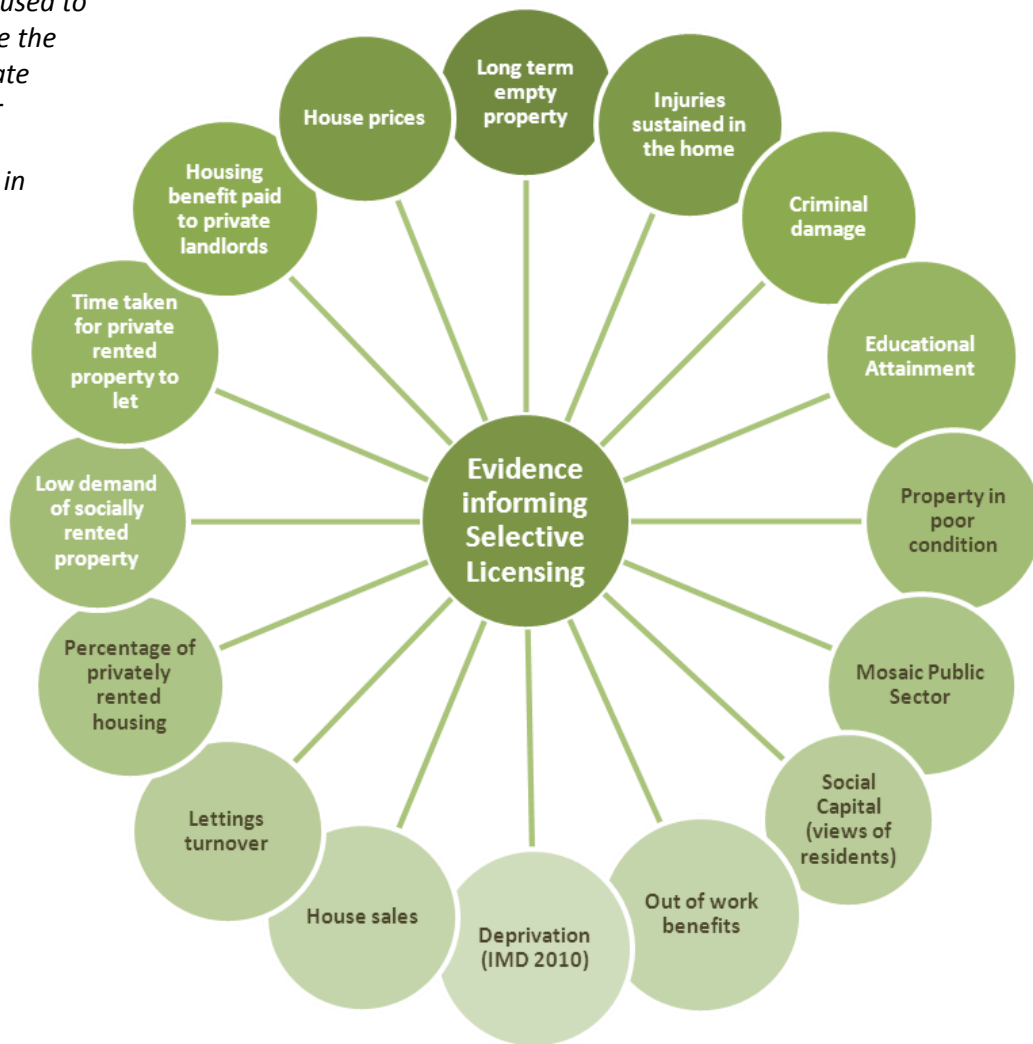 used to
e the
ate
in
Long term
empty
property
Injuries
sustained in
the home
Criminal
damage
Educational
Attainment
Property in
poor
condition
Mosaic Public
Sector
Social
Capital
(views of
residents)
Out of work
benefits
Deprivation
(IMD 2010)
House sales
Lettings
turnover
Percentage of
privately
rented
housing
Low demand
of socially
rented
property
Time taken
for private
rented
property to
let
Housing
benefit paid
to private
landlords
House prices
Evidence
informing
Selective
Licensing